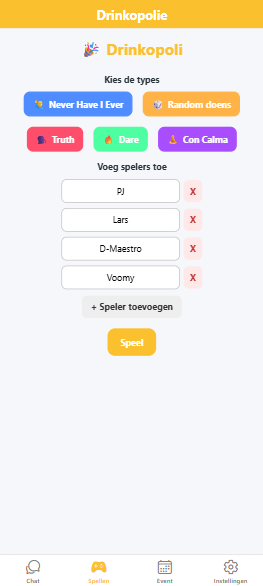 Drinkopolie
Drinkopoli
Kies de types
Never Have I Ever
Random doens
Truth
Dare
Con Calma
Voeg spelers toe
PJ
X
Lars
X
D-Maestro
X
Voomy
X
+ Speler toevoegen
Speel
Chat
Spellen
Event
Instellingen